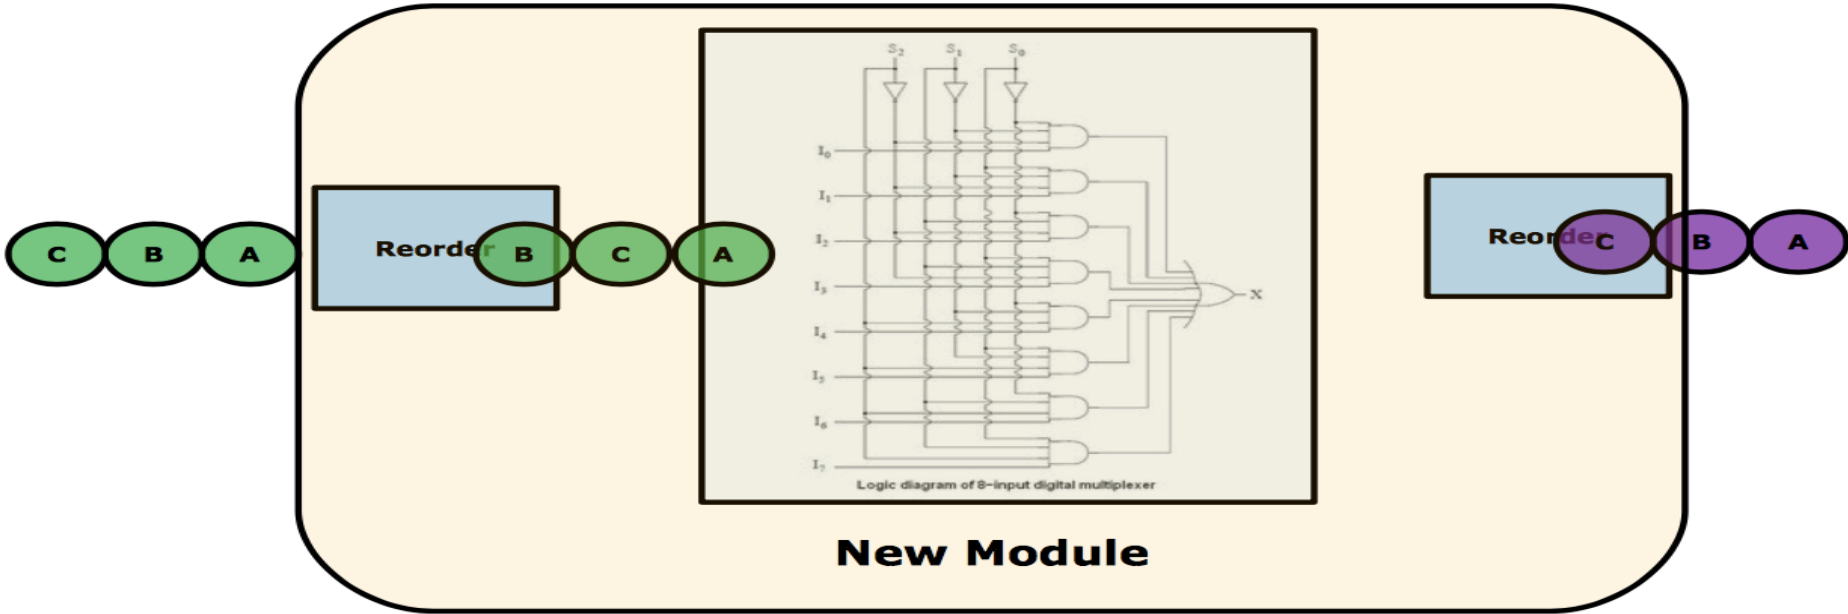 S2 S1 S0
I0
I1
I2
I3
I4
I5
I6
I7
X
Logic diagram of 8-input digital multiplexer
C B A
Reorder
B C A
Reorder
C B A
New Module